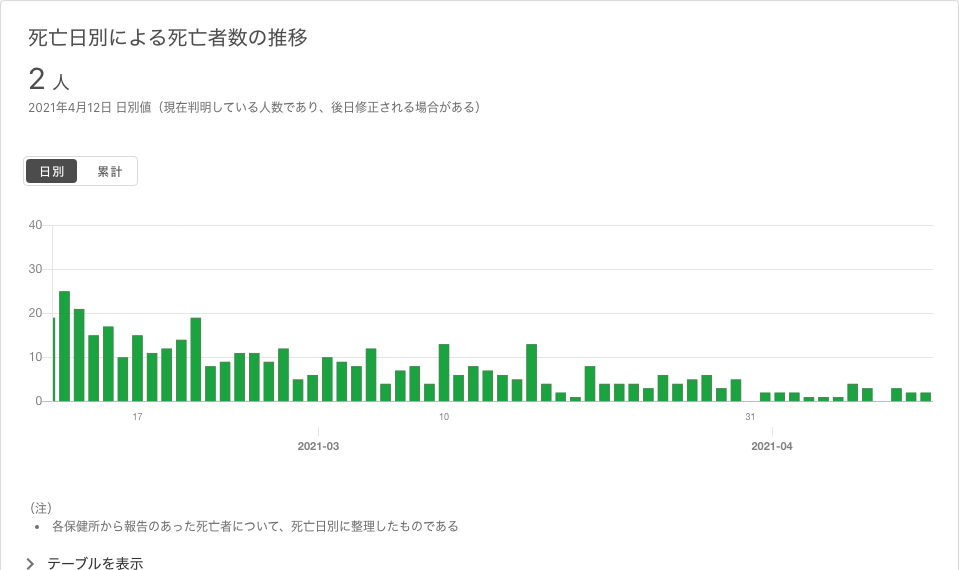 死亡日別による死亡者数の推移
2 人
2021年4月12日 日別値（現在判明している人数であり、後日修正される場合がある）
日別 累計
40
30
20
10
0
17 10 31
2021-03 2021-04
（注）
• 各保健所から報告のあった死亡者について、死亡日別に整理したものである
テーブルを表示